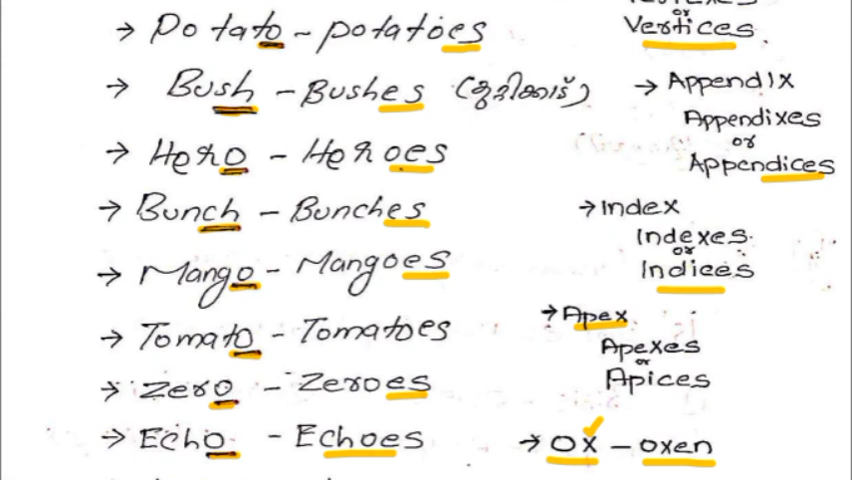 → Potato - potatoes
→ Bush - Bushes (കുറ്റിക്കാട്)
→ Hero - Heroes
→ Bunch - Bunches
→ Mango - Mangoes
→ Tomato - Tomatoes
→ Zero - Zeroes
→ Echo - Echoes
or
Vertices
→ Appendix
Appendixes
or
Appendices
→ Index
Indexes
or
Indices
→ Apex
Apexes
or
Apices
→ Ox - oxen